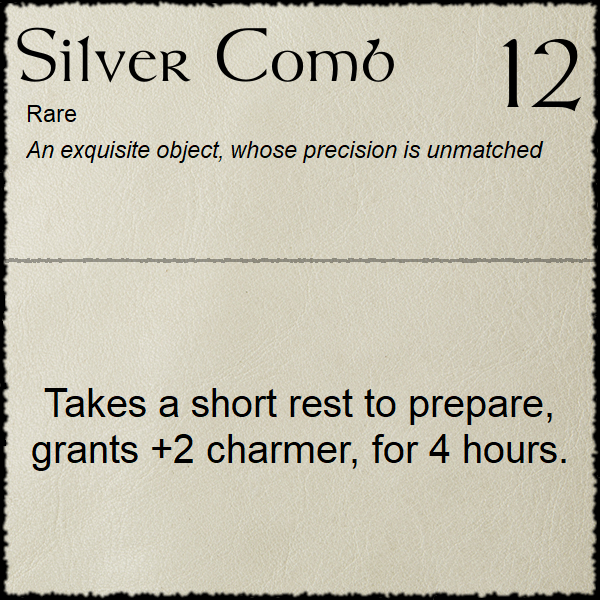 Silver Comb
12
Rare
An exquisite object, whose precision is unmatched
Takes a short rest to prepare,
grants +2 charmer, for 4 hours.